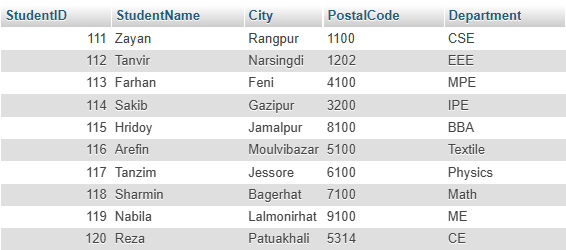 StudentID StudentName City PostalCode Department
111 Zayan Rangpur 1100 CSE
112 Tanvir Narsingdi 1202 EEE
113 Farhan Feni 4100 MPE
114 Sakib Gazipur 3200 IPE
115 Hridoy Jamalpur 8100 BBA
116 Arefin Moulvibazar 5100 Textile
117 Tanzim Jessore 6100 Physics
118 Sharmin Bagerhat 7100 Math
119 Nabila Lalmonirhat 9100 ME
120 Reza Patuakhali 5314 CE